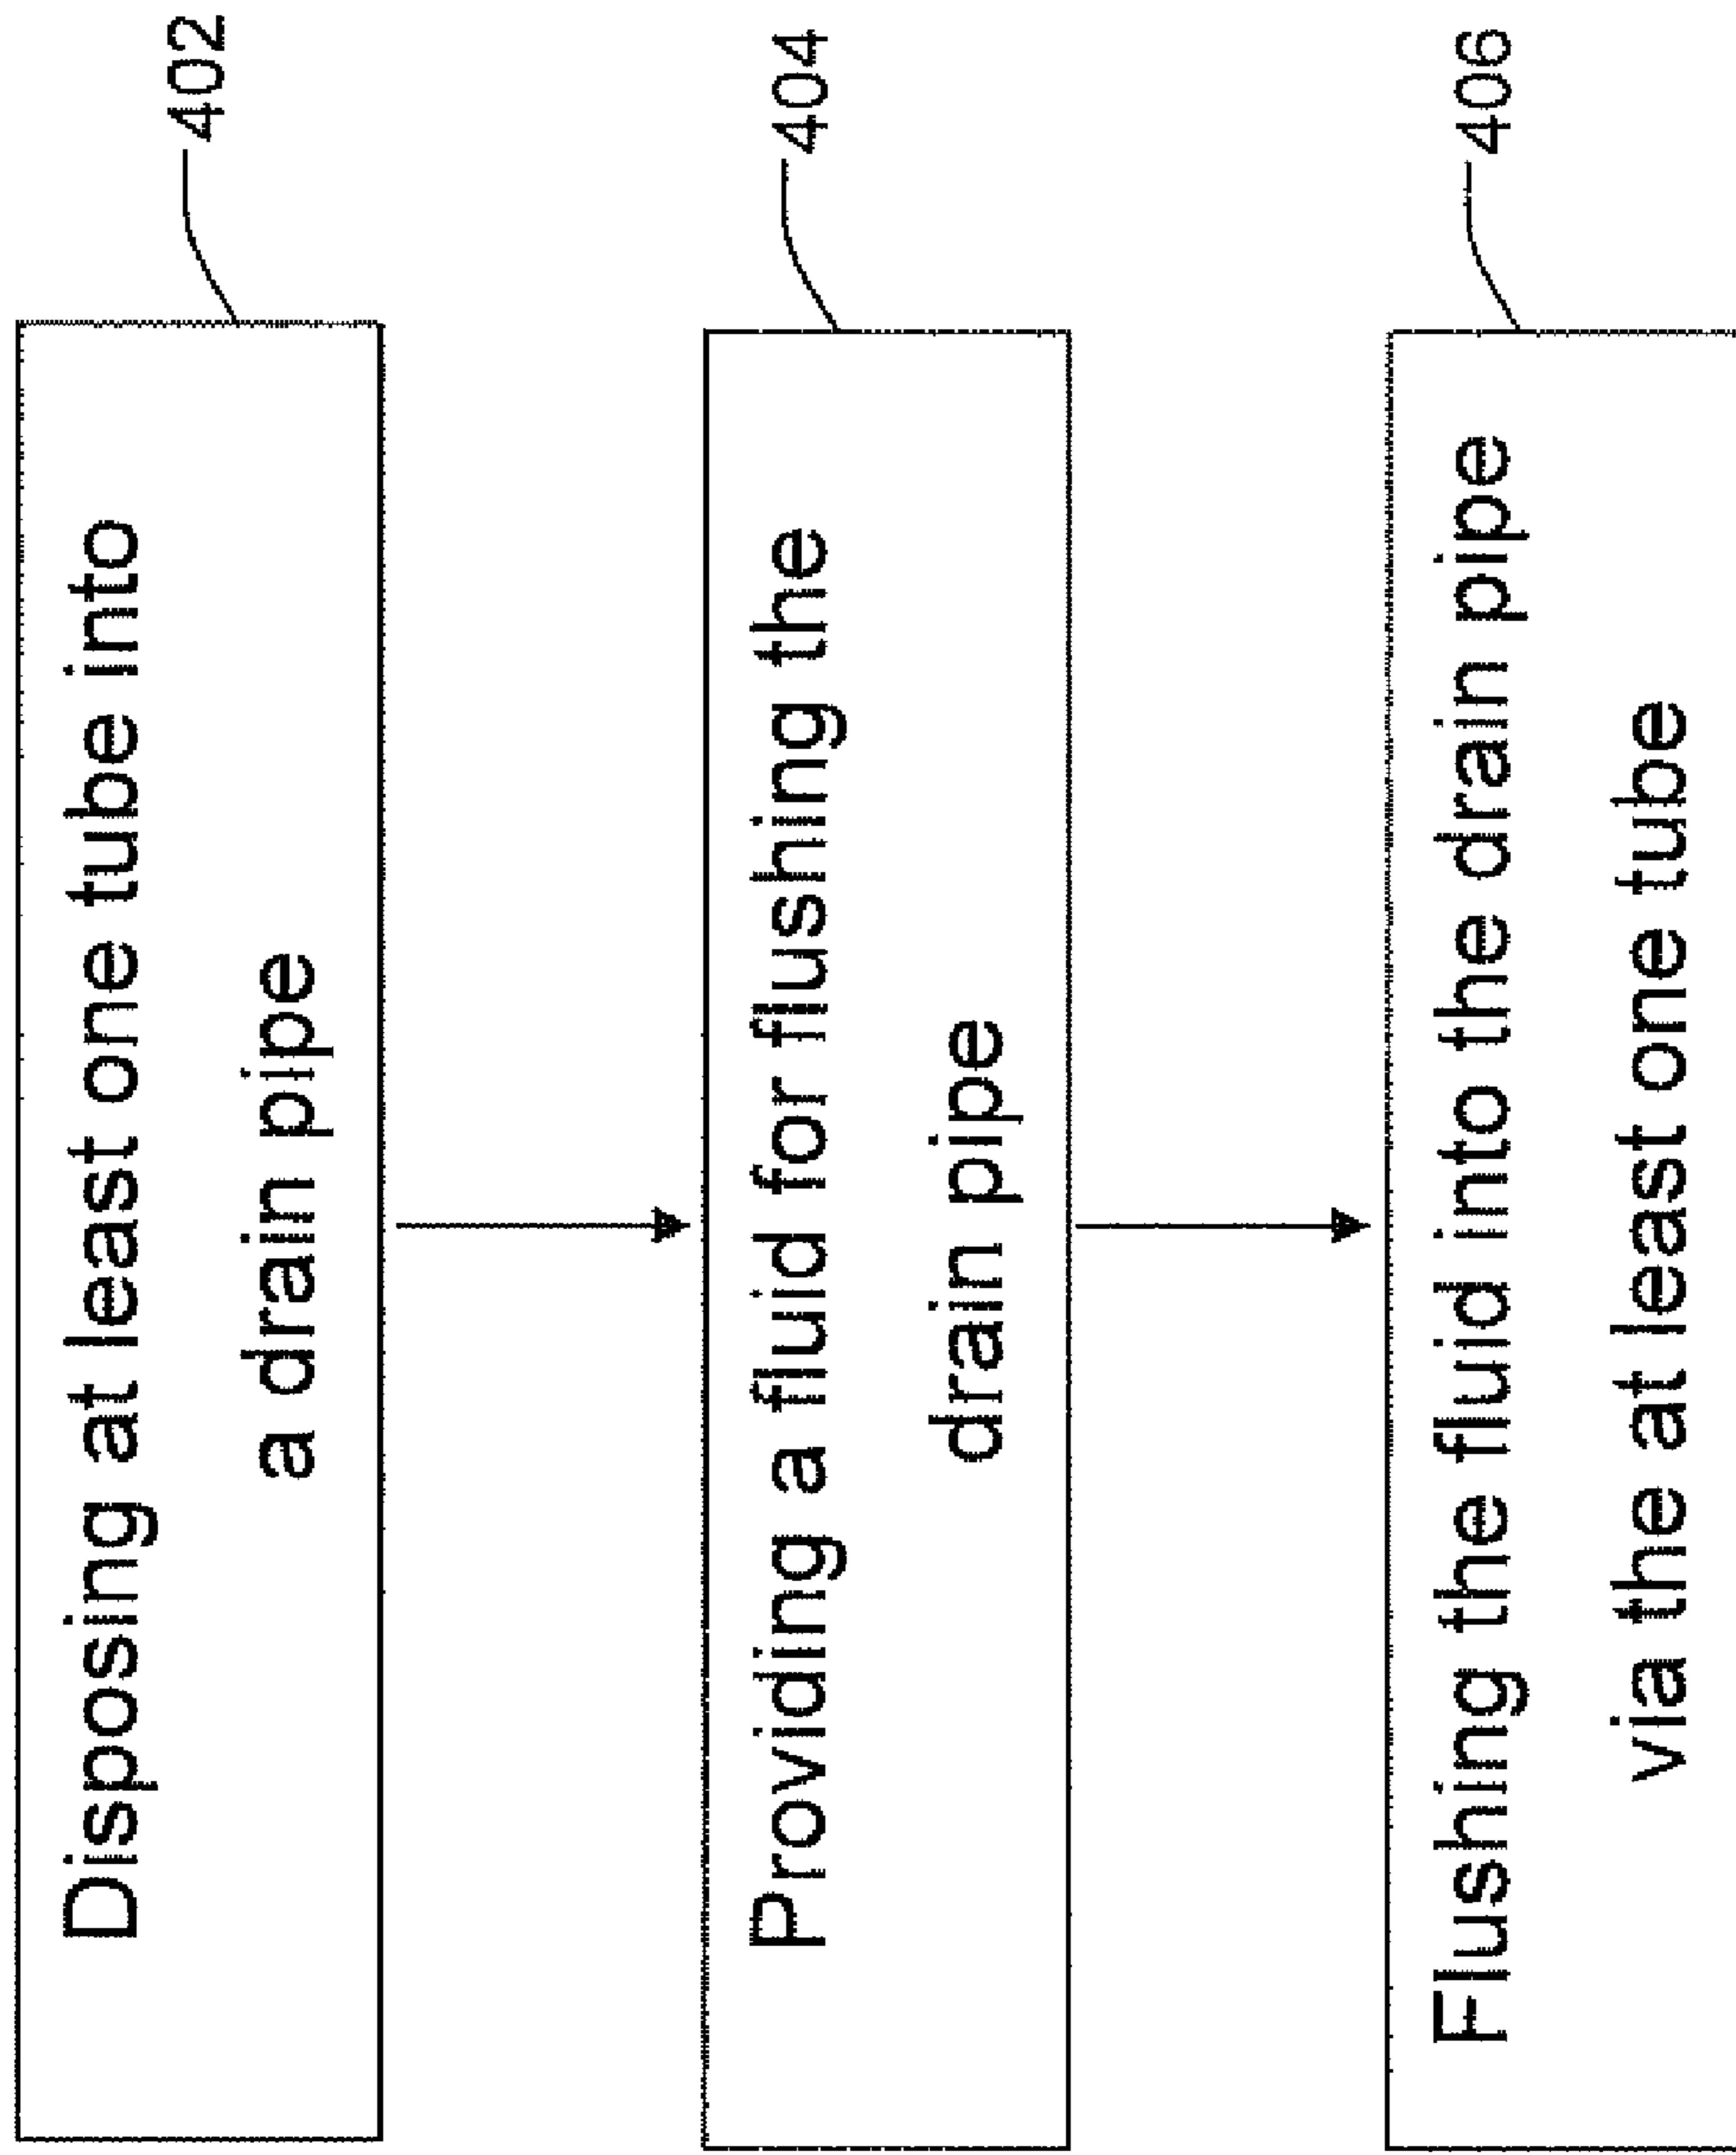 402
Disposing at least one tube into
a drain pipe
404
Providing a fluid for flushing the
drain pipe
406
Flushing the fluid into the drain pipe
via the at least one tube